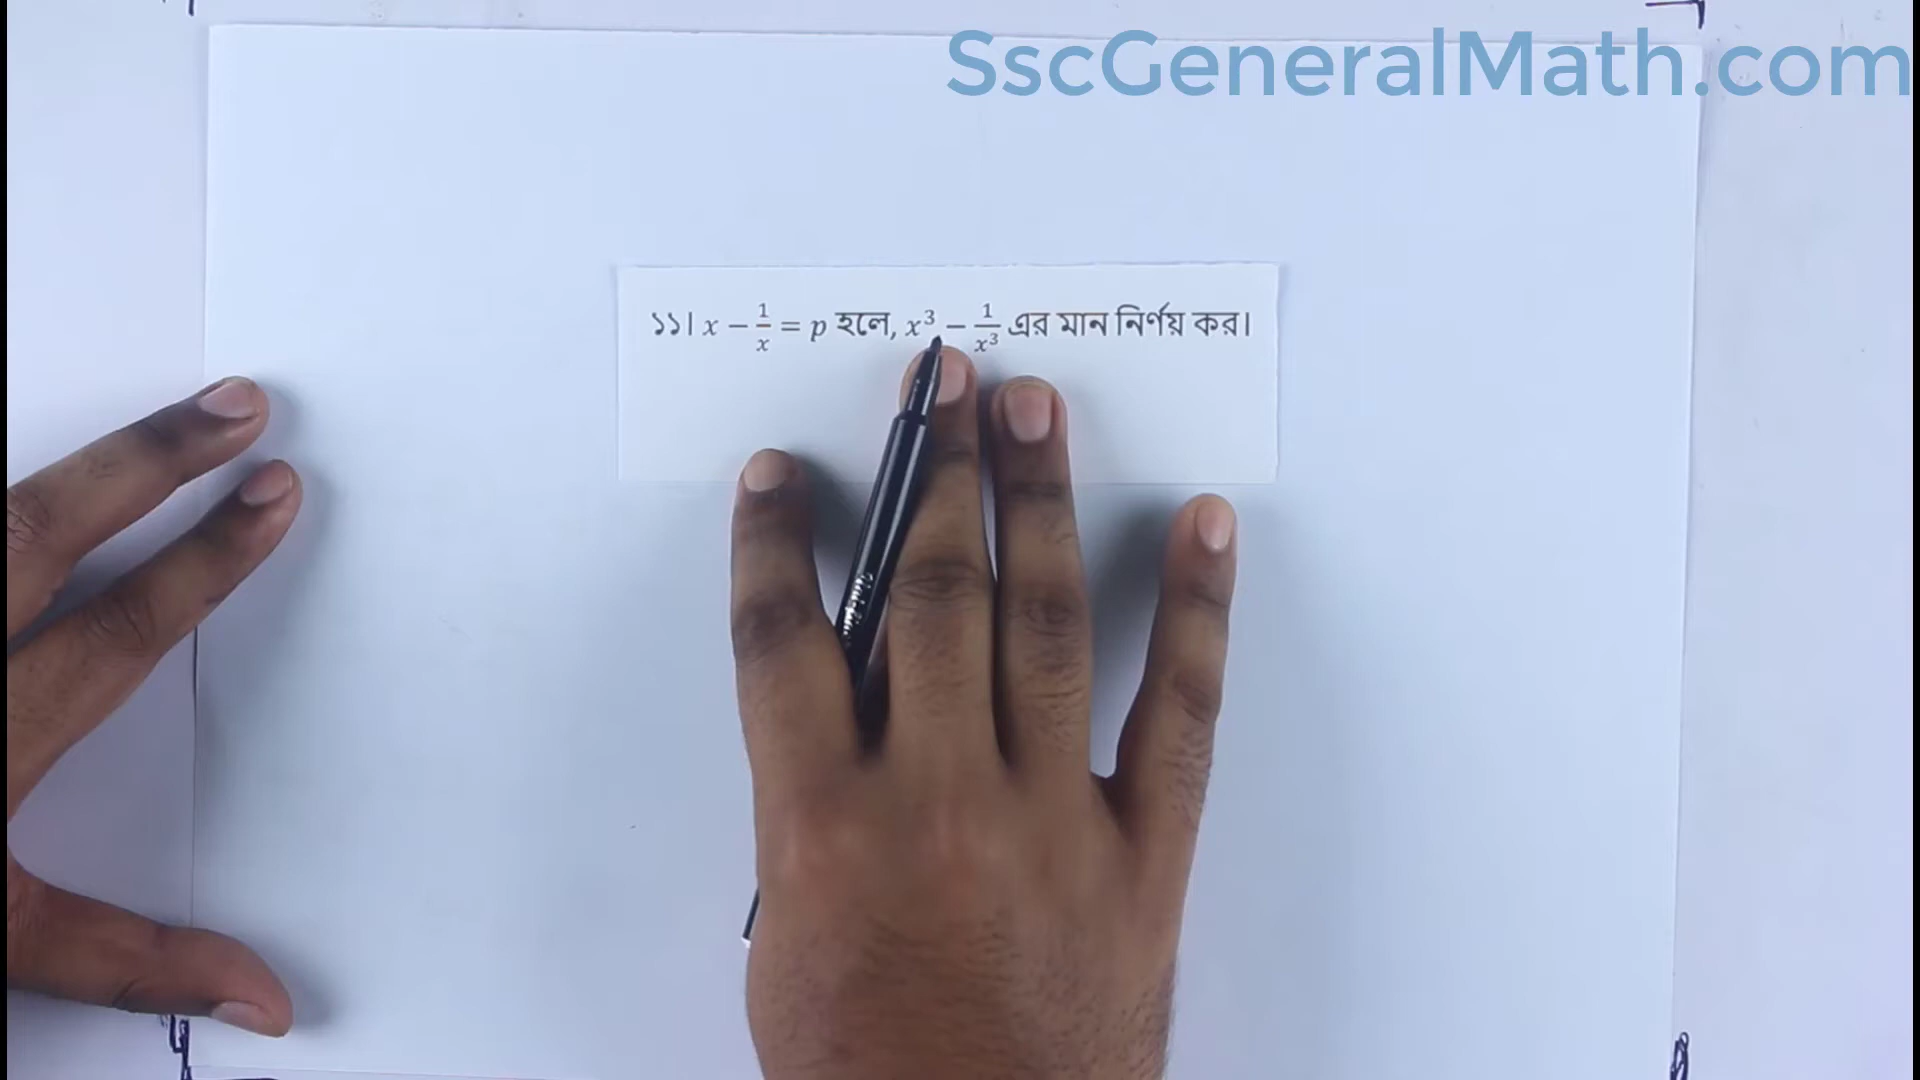 SscGeneralMath.com
১১। x − 1/x = p হলে, x³ − 1/x³ এর মান নির্ণয় কর।